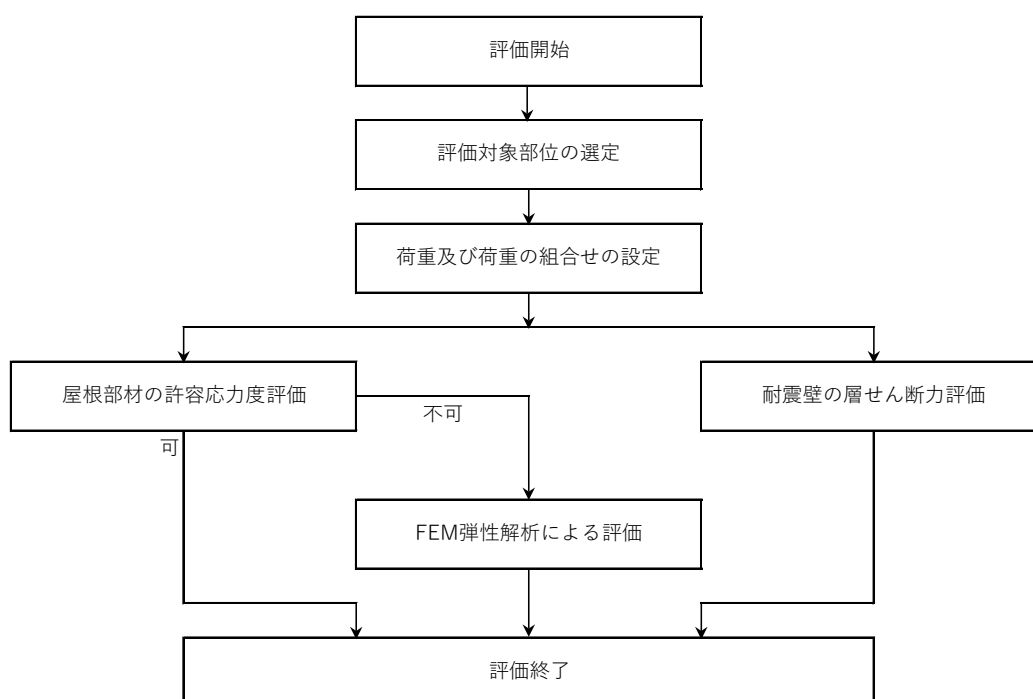 評価開始
評価対象部位の選定
荷重及び荷重の組合せの設定
屋根部材の許容応力度評価
耐震壁の層せん断力評価
不可
可
FEM弾性解析による評価
評価終了